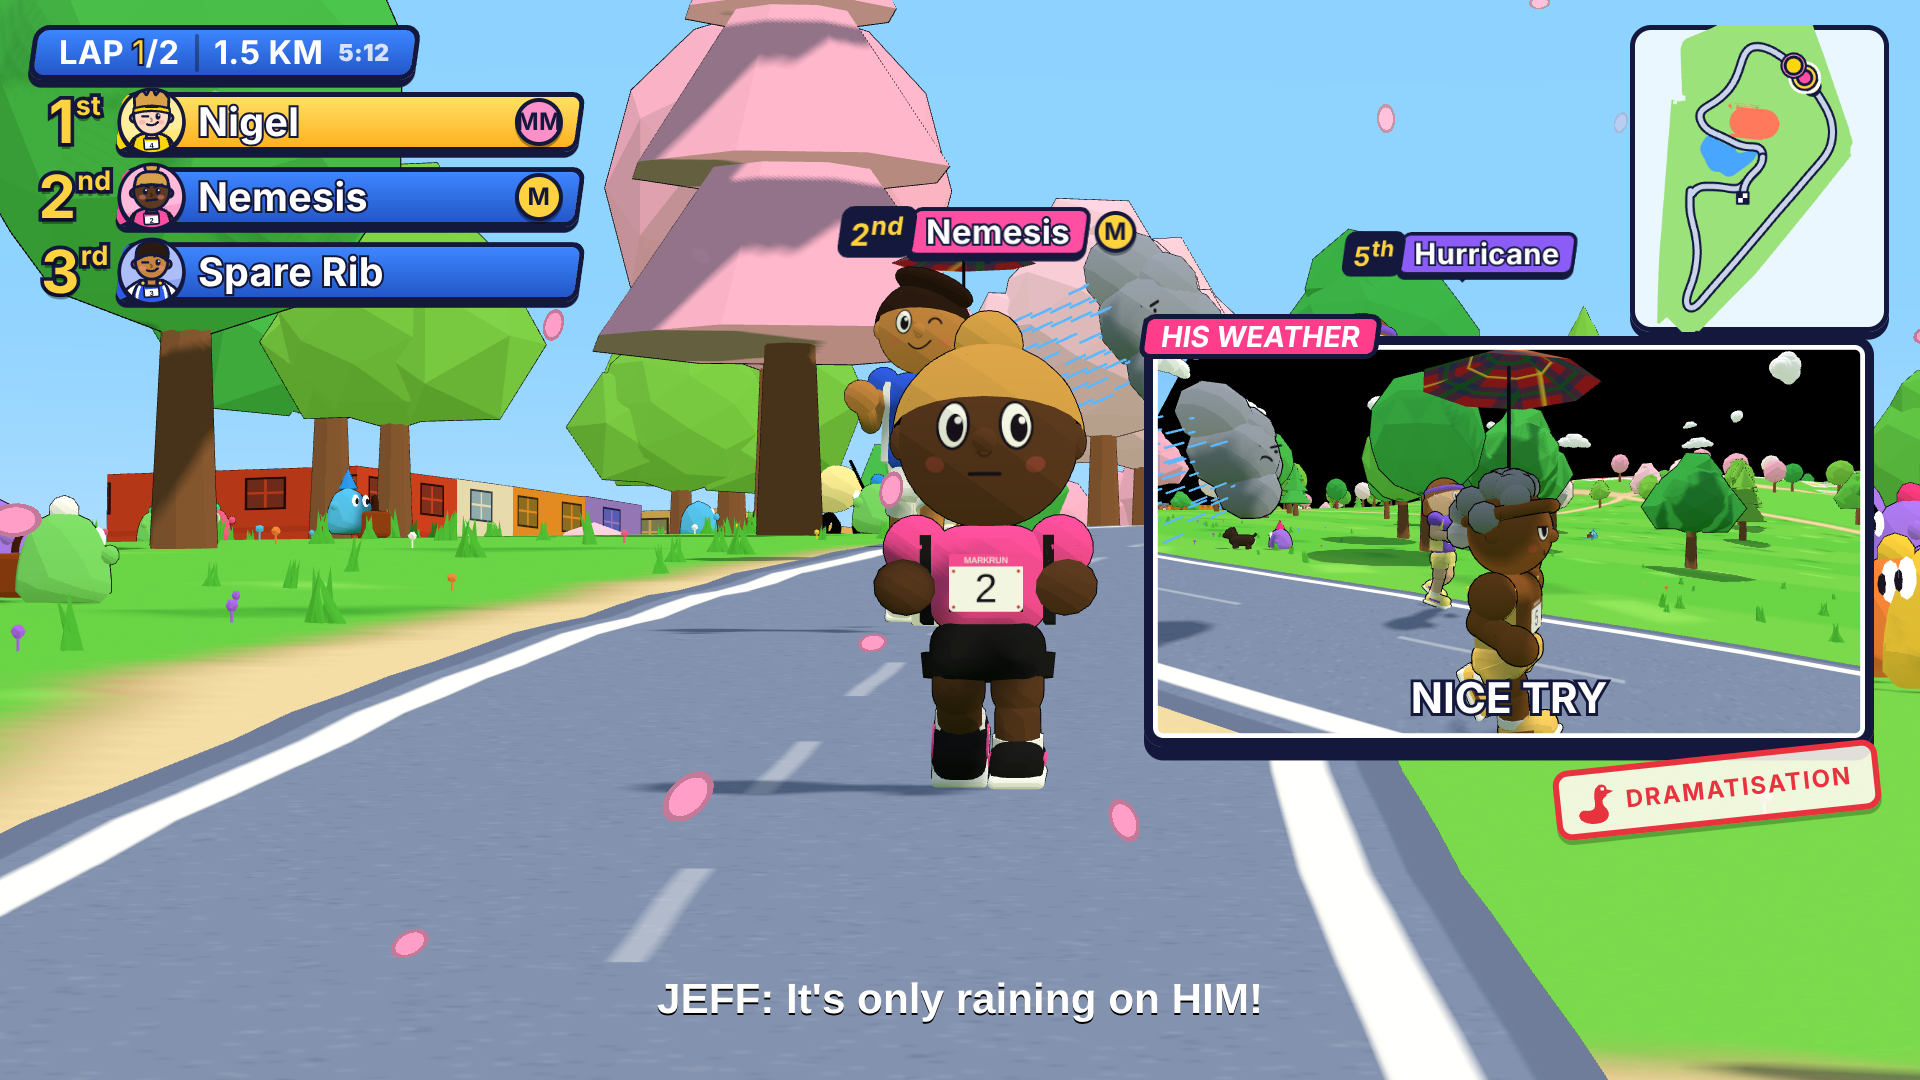 LAP 1/2 1.5 KM 5:12
1st Nigel MM
2nd Nemesis M
3rd Spare Rib
2nd Nemesis M
5th Hurricane
HIS WEATHER
NICE TRY
DRAMATISATION
MARKRUN
2
JEFF: It's only raining on HIM!